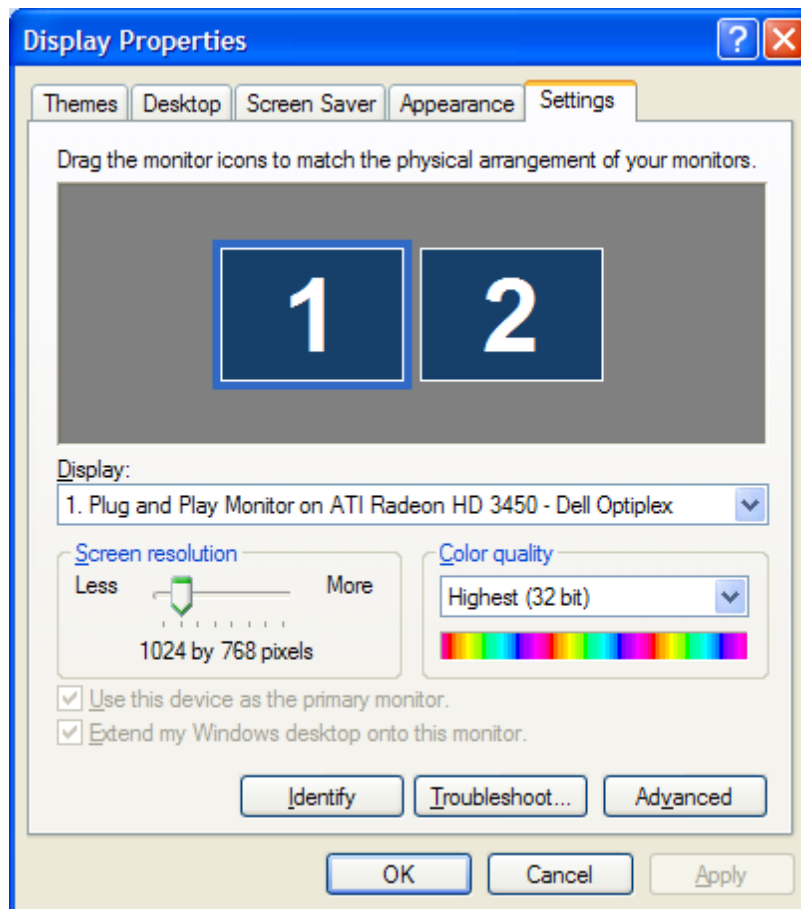 Display Properties
?
Themes Desktop Screen Saver Appearance Settings
Drag the monitor icons to match the physical arrangement of your monitors.
1 2
Display:
1. Plug and Play Monitor on ATI Radeon HD 3450 - Dell Optiplex
Screen resolution
Less More
1024 by 768 pixels
Color quality
Highest (32 bit)
Use this device as the primary monitor.
Extend my Windows desktop onto this monitor.
Identify Troubleshoot... Advanced
OK Cancel Apply